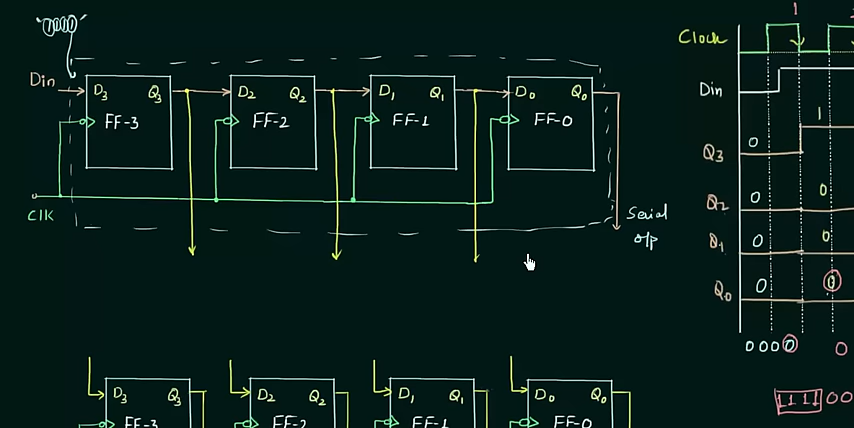 Din D3 Q3 D2 Q2 D1 Q1 D0 Q0
FF-3 FF-2 FF-1 FF-0
Clk
Serial
o/p
D3 Q3 D2 Q2 D1 Q1 D0 Q0
FF-3 FF-2 FF-1 FF-0
1
Clock
Din
Q3 0 1
Q2 0 0
Q1 0 0
Q0 0 0
0000 0
1111 00